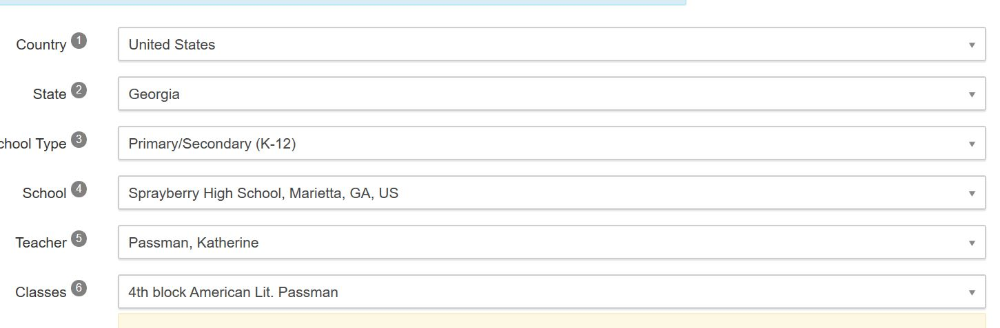 Country 1 United States
State 2 Georgia
chool Type 3 Primary/Secondary (K-12)
School 4 Sprayberry High School, Marietta, GA, US
Teacher 5 Passman, Katherine
Classes 6 4th block American Lit. Passman